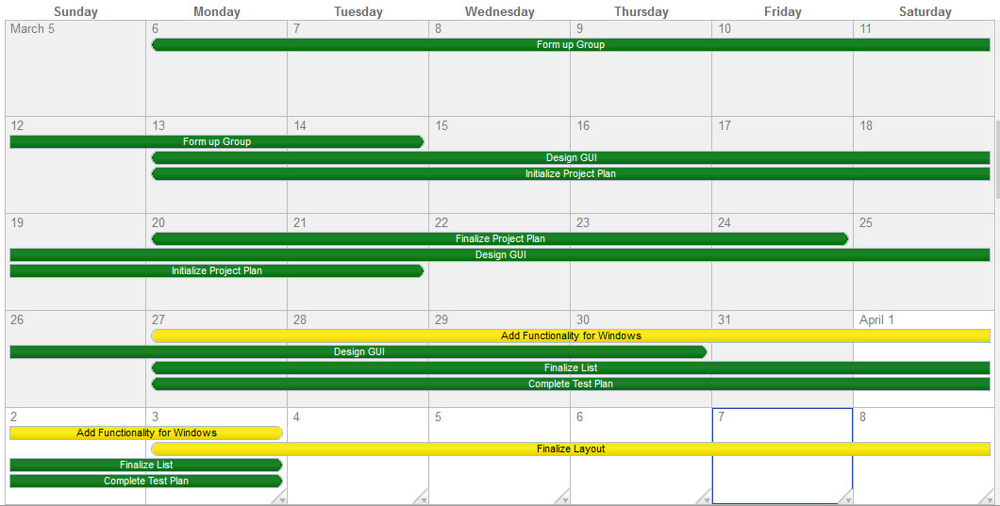 Sunday Monday Tuesday Wednesday Thursday Friday Saturday
March 5 6 7 8 9 10 11
Form up Group
12 13 14 15 16 17 18
Form up Group
Design GUI
Initialize Project Plan
19 20 21 22 23 24 25
Finalize Project Plan
Design GUI
Initialize Project Plan
26 27 28 29 30 31 April 1
Add Functionality for Windows
Design GUI
Finalize List
Complete Test Plan
2 3 4 5 6 7 8
Add Functionality for Windows
Finalize Layout
Finalize List
Complete Test Plan